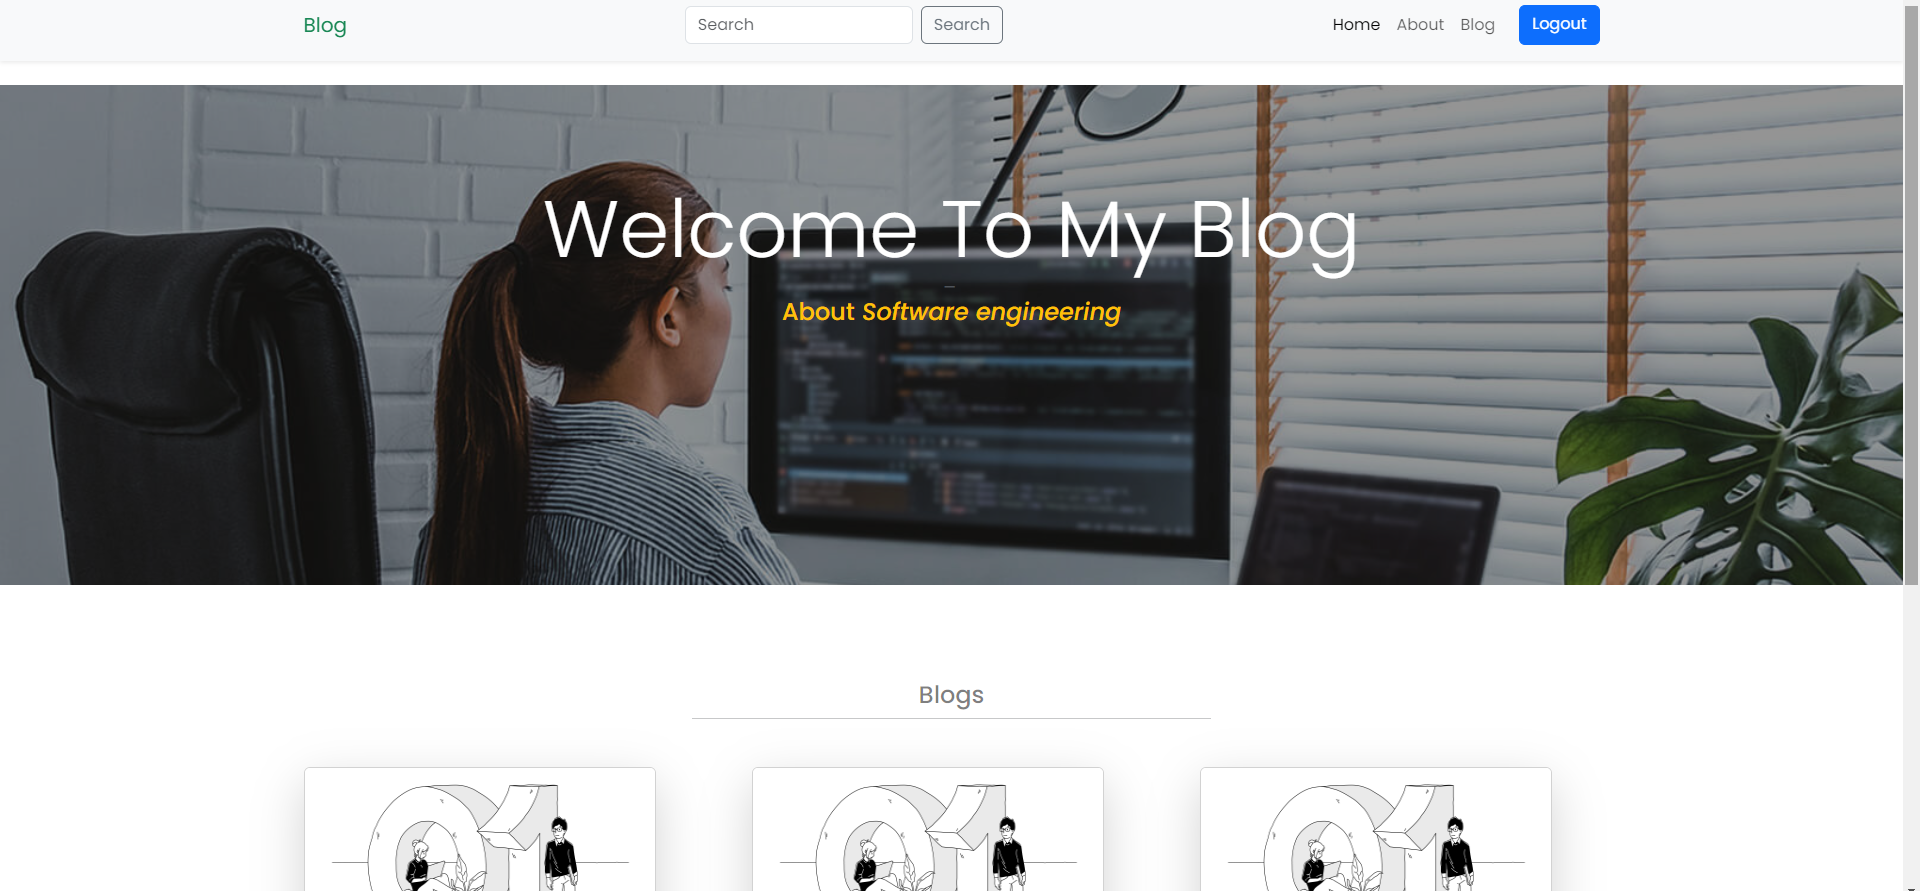 Blog
Search
Search
Home About Blog Logout
Welcome To My Blog
About Software engineering
Blogs